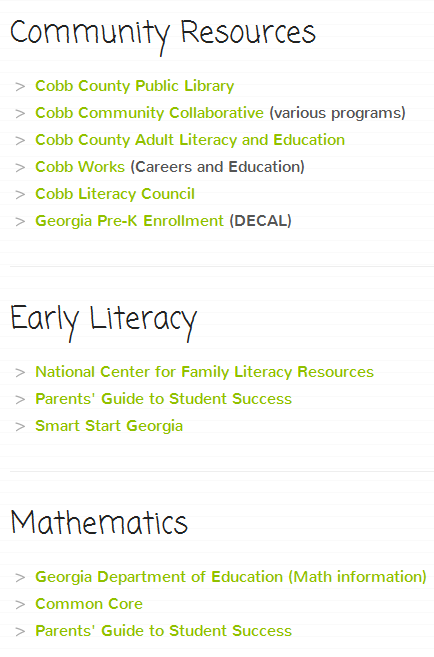 Community Resources
> Cobb County Public Library
> Cobb Community Collaborative (various programs)
> Cobb County Adult Literacy and Education
> Cobb Works (Careers and Education)
> Cobb Literacy Council
> Georgia Pre-K Enrollment (DECAL)
Early Literacy
> National Center for Family Literacy Resources
> Parents' Guide to Student Success
> Smart Start Georgia
Mathematics
> Georgia Department of Education (Math information)
> Common Core
> Parents' Guide to Student Success